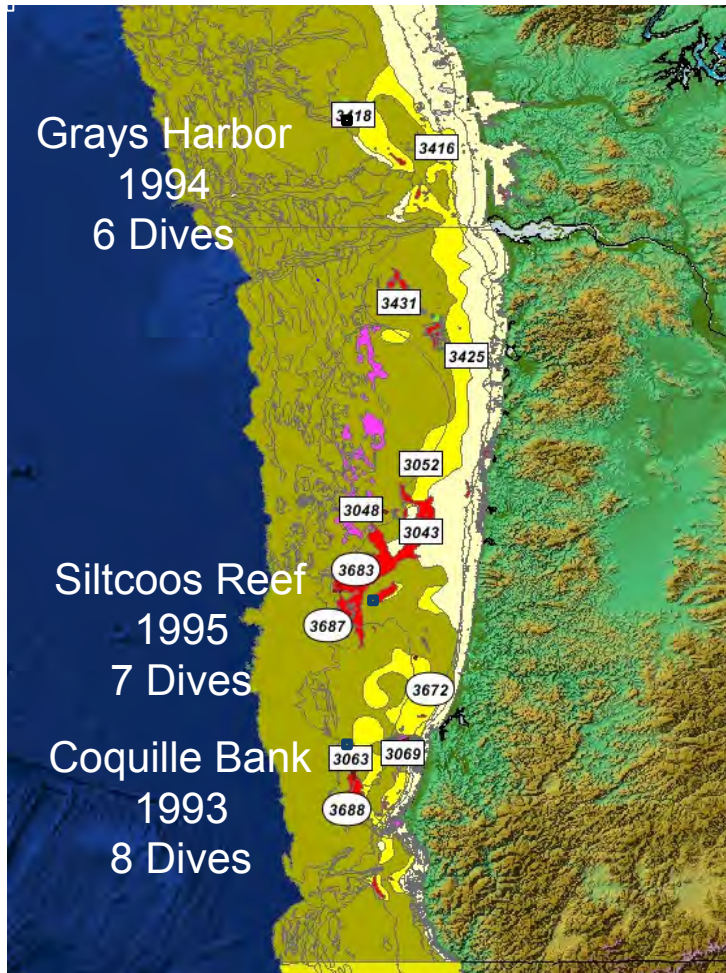 3418
Grays Harbor
1994
6 Dives
3416
3431
3425
3052
3048
3043
3683
Siltcoos Reef
1995
7 Dives
3687
3672
Coquille Bank
1993
8 Dives
3063
3069
3688